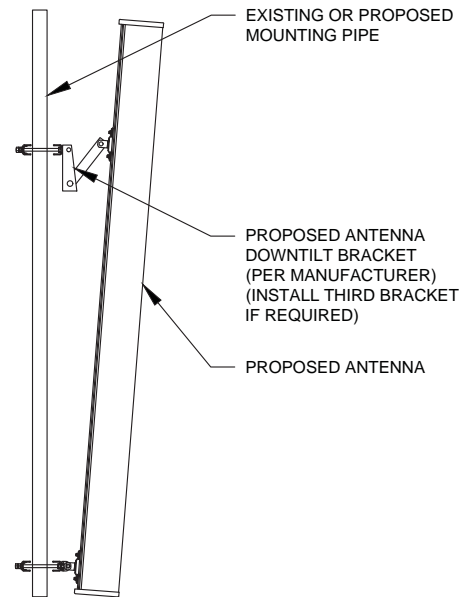 EXISTING OR PROPOSED
MOUNTING PIPE
PROPOSED ANTENNA
DOWNTILT BRACKET
(PER MANUFACTURER)
(INSTALL THIRD BRACKET
IF REQUIRED)
PROPOSED ANTENNA